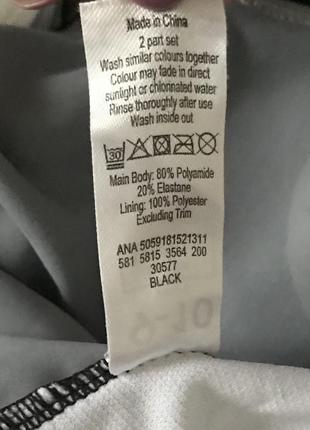 Made in China
2 part set
Wash similar colours together
Colour may fade in direct
sunlight or chlorinated water
Rinse thoroughly after use
Wash inside out
30
Main Body: 80% Polyamide
20% Elastane
Lining: 100% Polyester
Excluding Trim
ANA 5059181521311
581 5815 3564 200
30577
BLACK